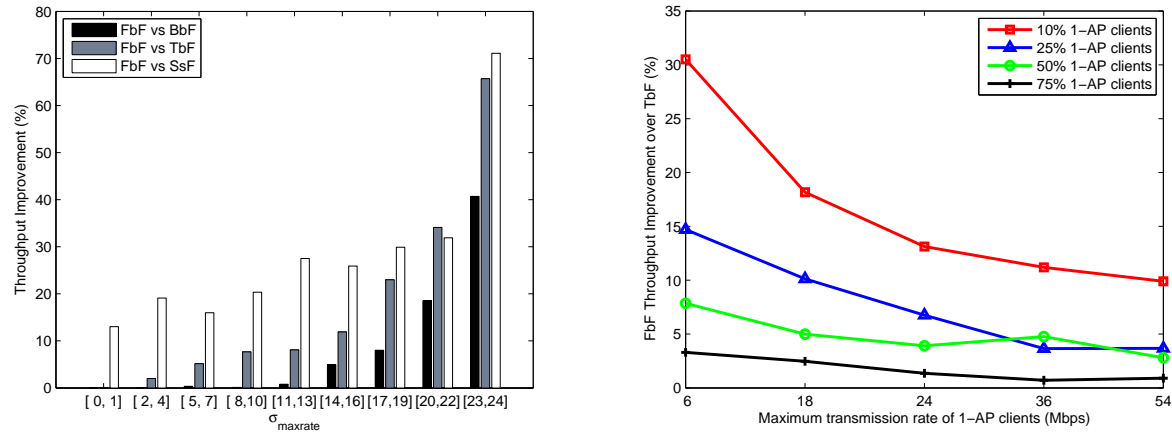 80
70
60
50
40
30
20
10
0
Throughput Improvement (%)
FbF vs BbF
FbF vs TbF
FbF vs SsF
[ 0, 1] [ 2, 4] [ 5, 7] [ 8,10] [11,13] [14,16] [17,19] [20,22] [23,24]
σmaxrate
35
30
25
20
15
10
5
0
FbF Throughput Improvement over TbF (%)
10% 1−AP clients
25% 1−AP clients
50% 1−AP clients
75% 1−AP clients
6 18 24 36 54
Maximum transmission rate of 1−AP clients (Mbps)